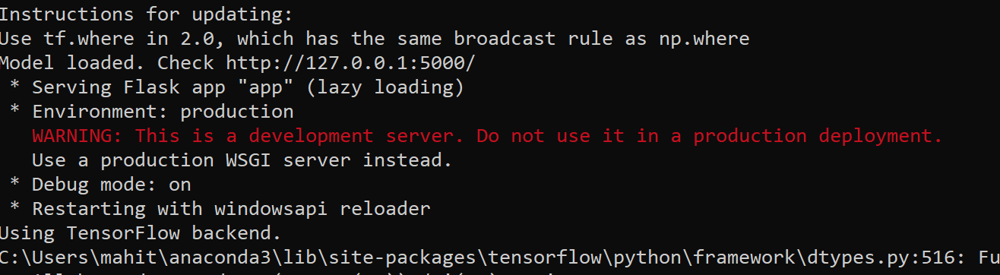 Instructions for updating:
Use tf.where in 2.0, which has the same broadcast rule as np.where
Model loaded. Check http://127.0.0.1:5000/
* Serving Flask app "app" (lazy loading)
* Environment: production
WARNING: This is a development server. Do not use it in a production deployment.
Use a production WSGI server instead.
* Debug mode: on
* Restarting with windowsapi reloader
Using TensorFlow backend.
C:\Users\mahit\anaconda3\lib\site-packages\tensorflow\python\framework\dtypes.py:516: Fu